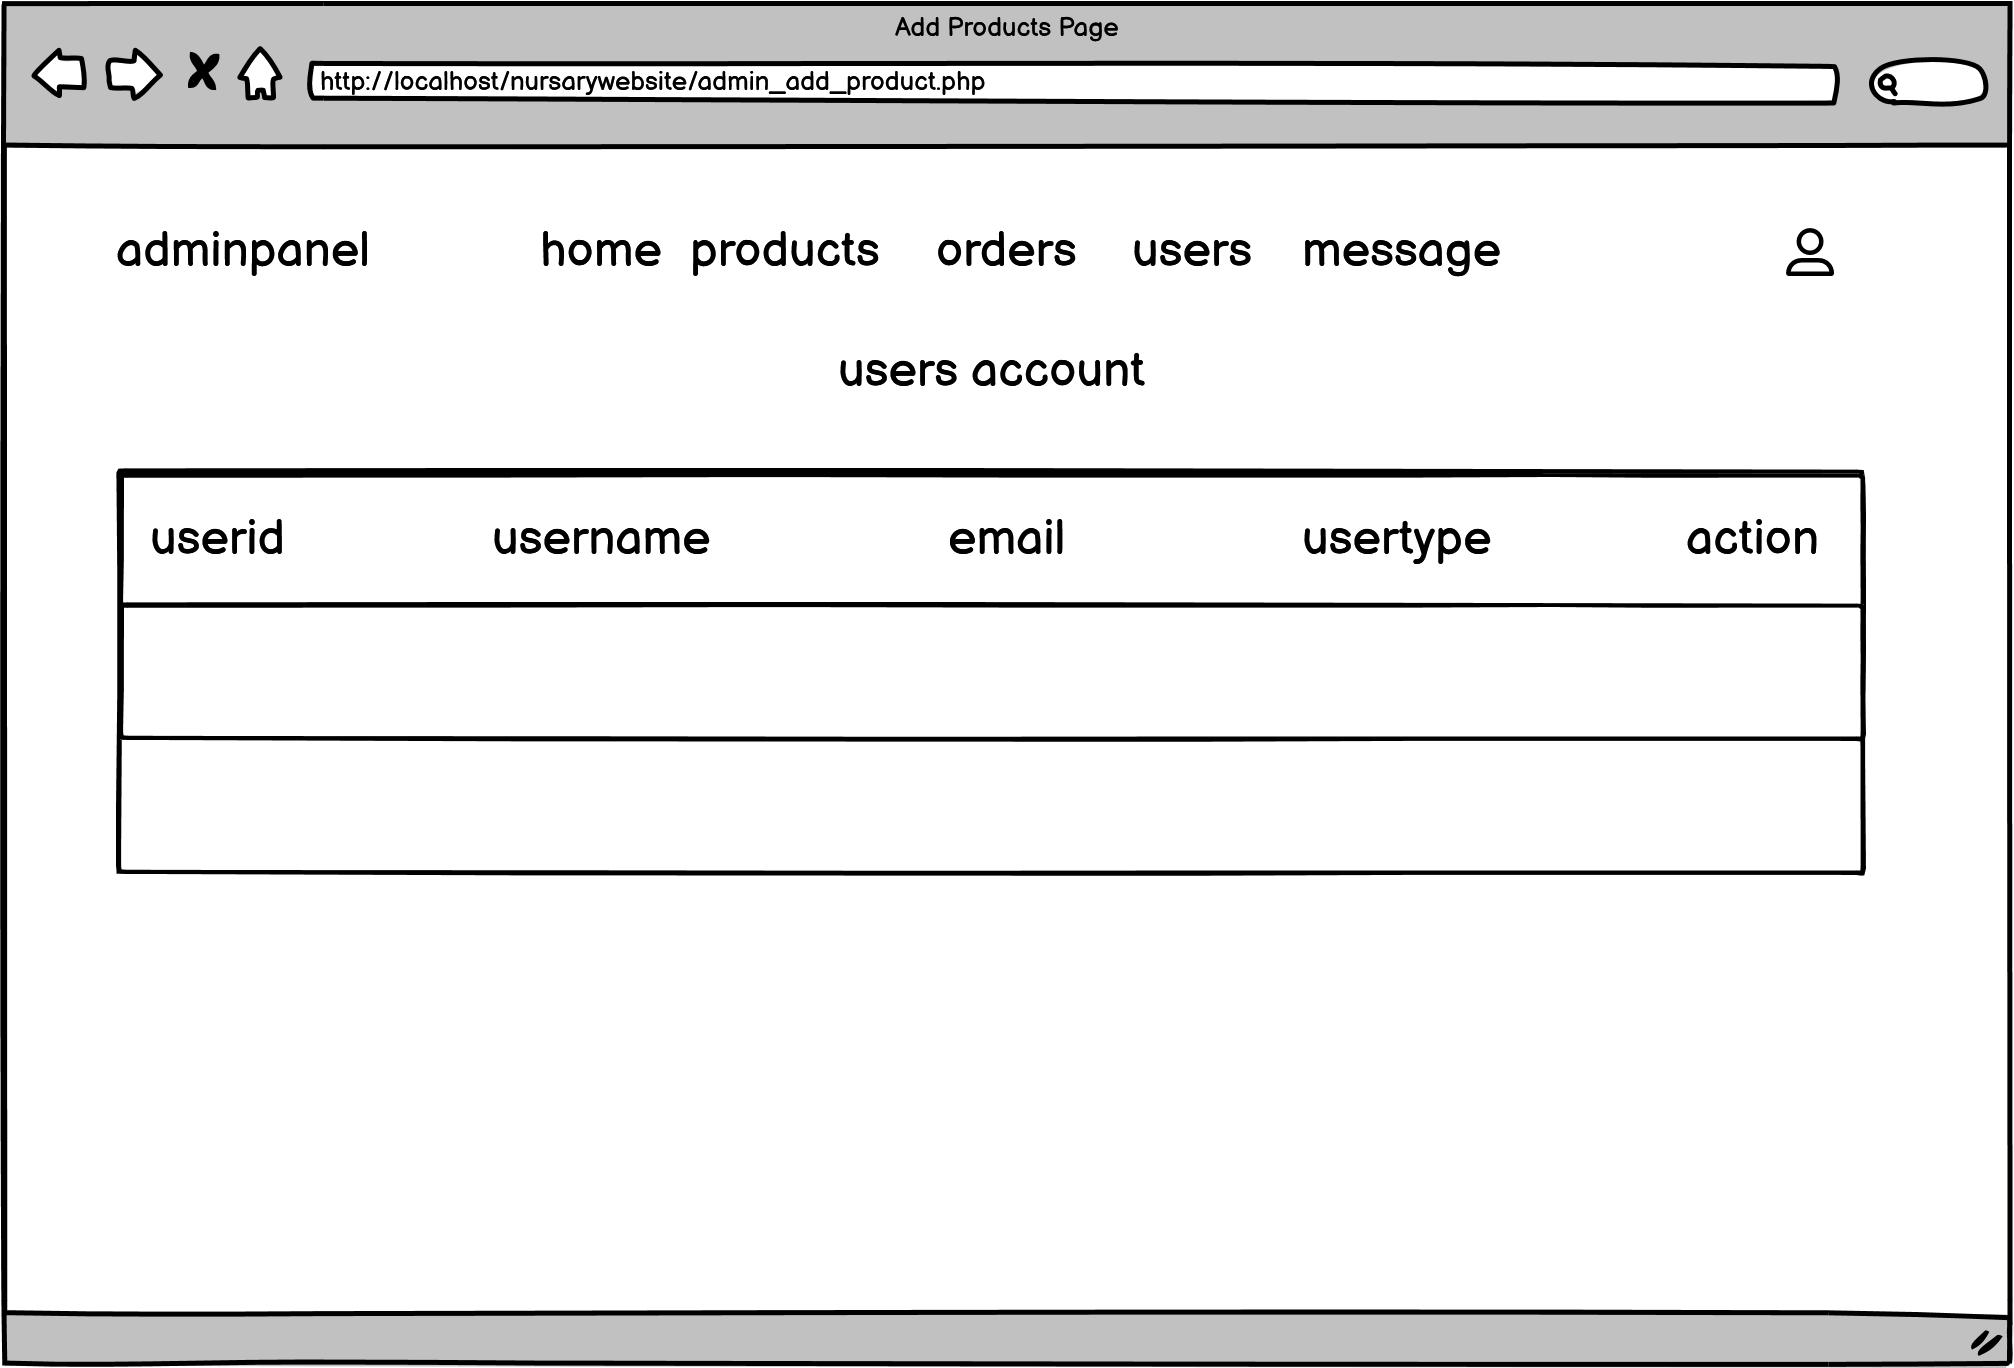 Add Products Page
http://localhost/nursarywebsite/admin_add_product.php
adminpanel home products orders users message
users account
userid username email usertype action